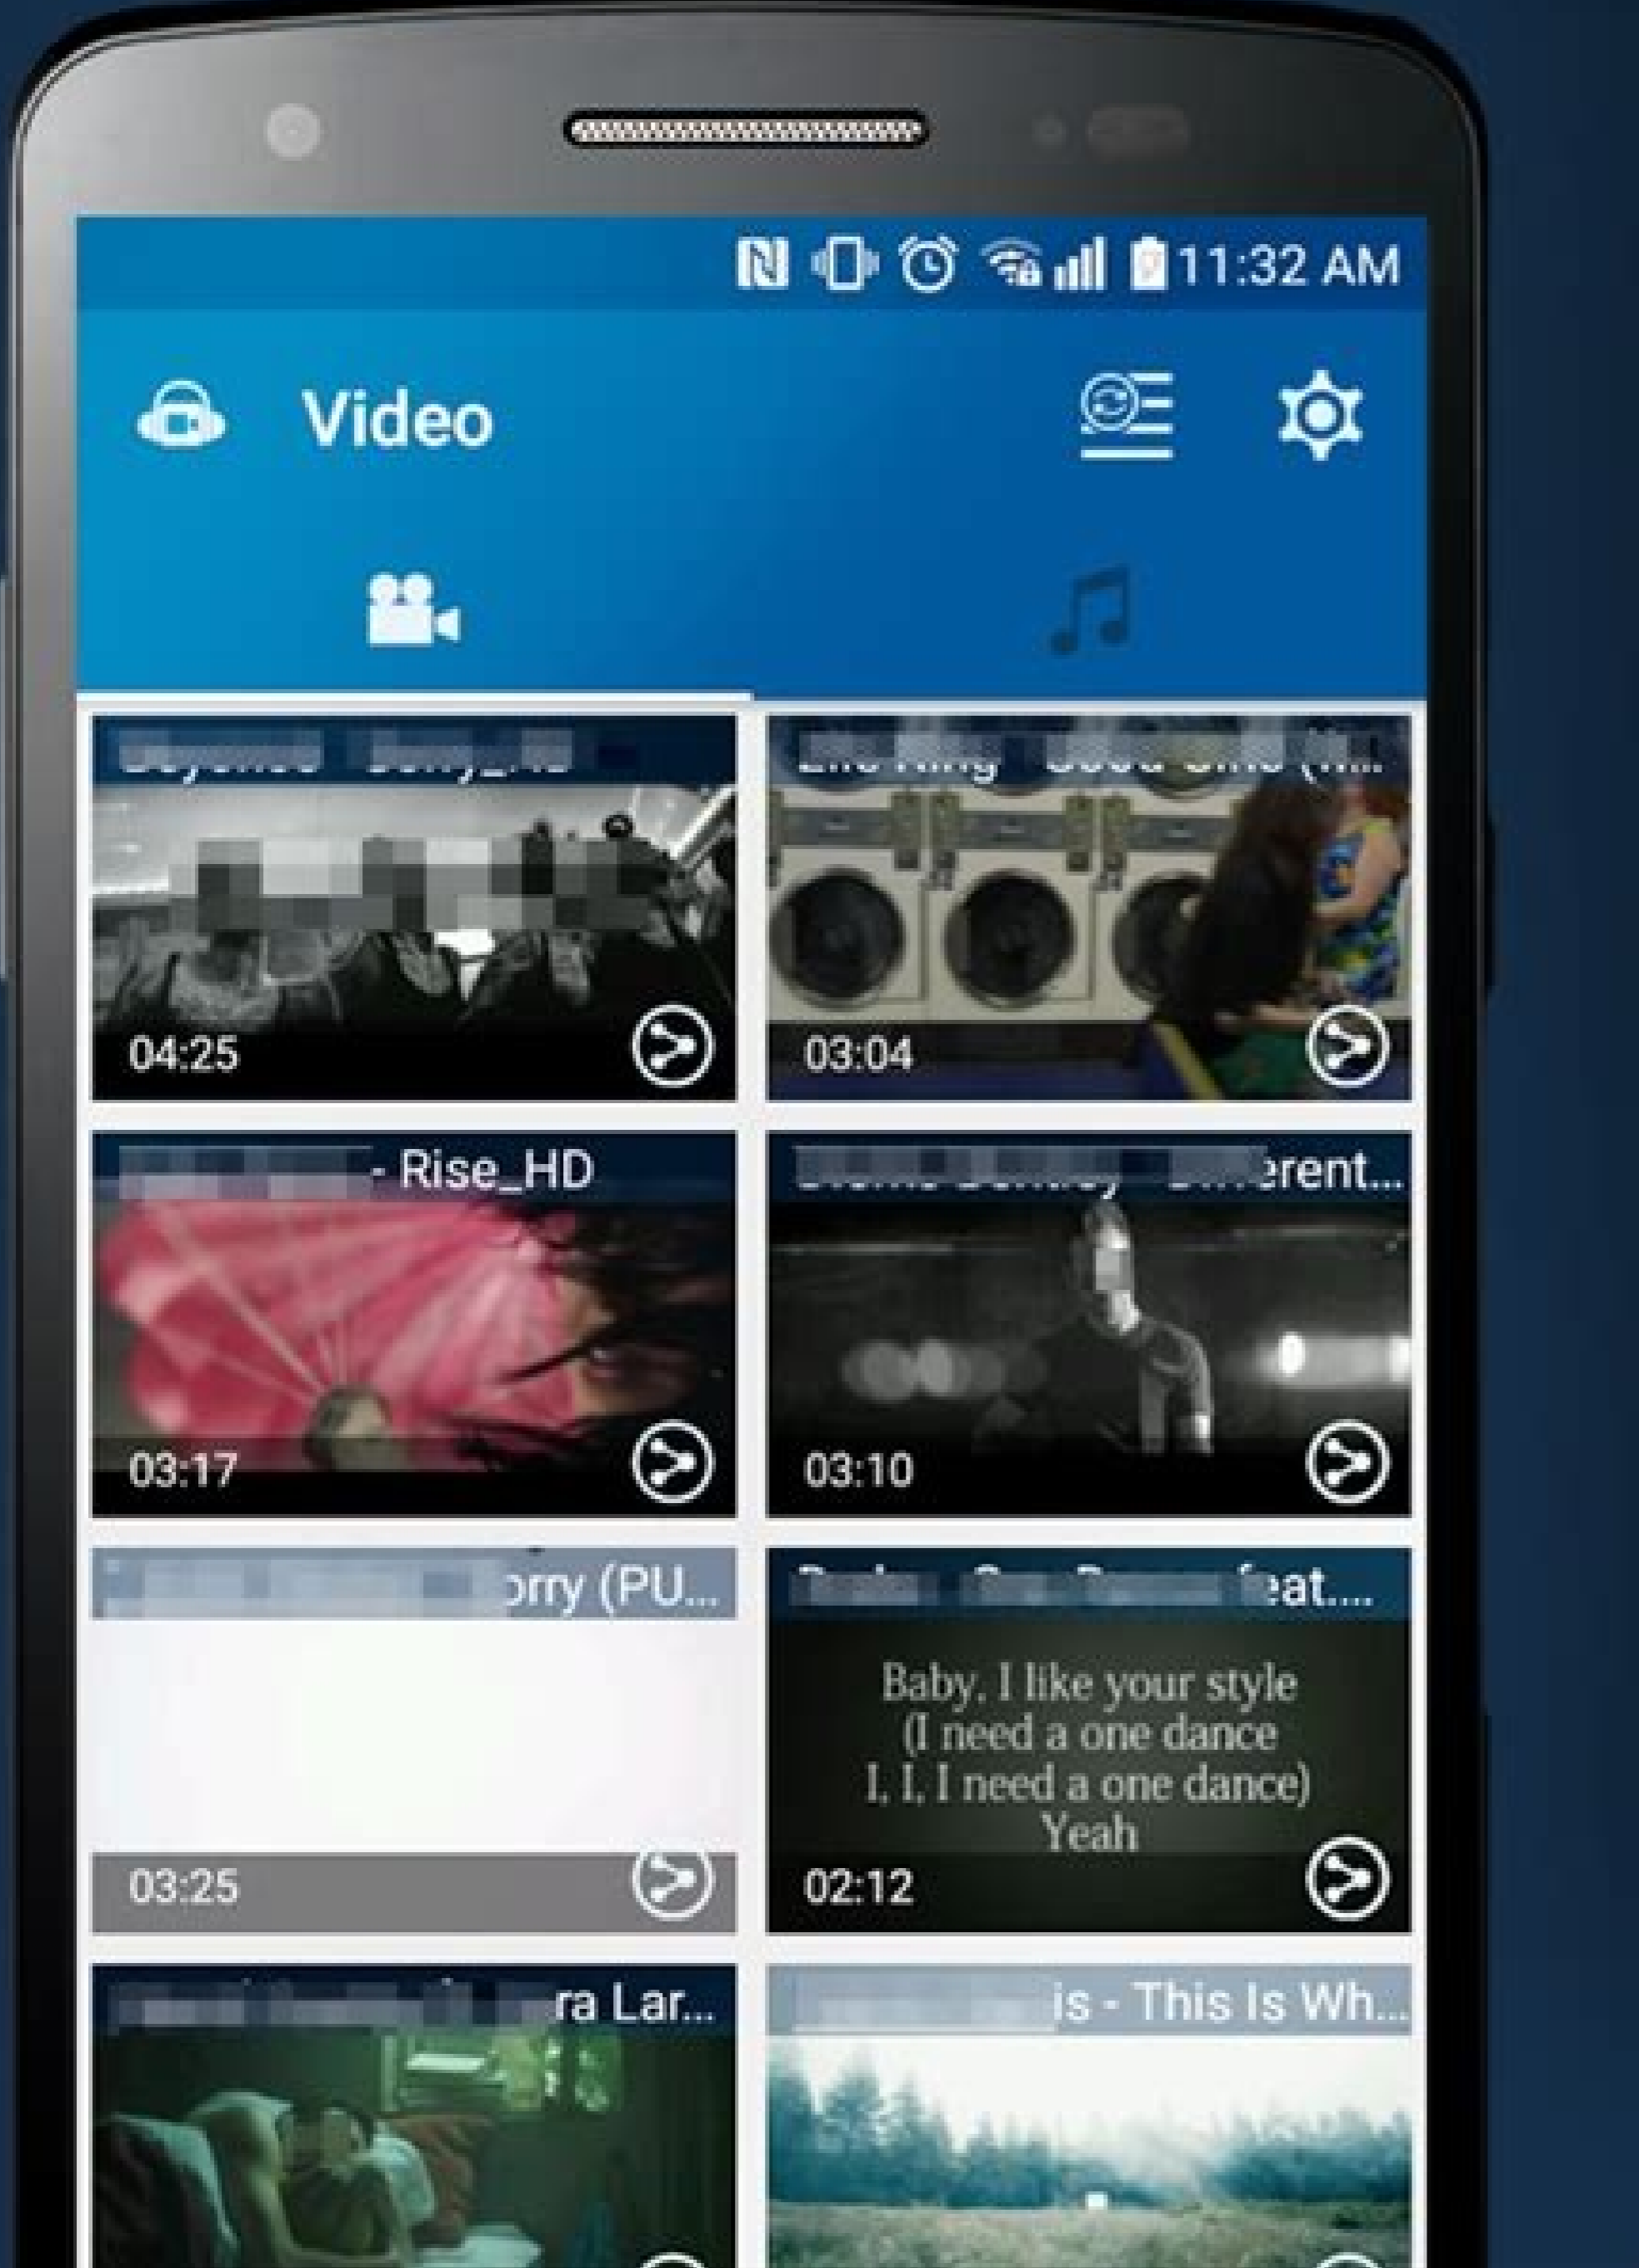 11:32 AM
Video
04:25
03:04
- Rise_HD
erent...
03:17
03:10
orry (PU...
eat....
Baby, I like your style
(I need a one dance
I, I, I need a one dance)
Yeah
03:25
02:12
ra Lar...
is - This Is Wh...